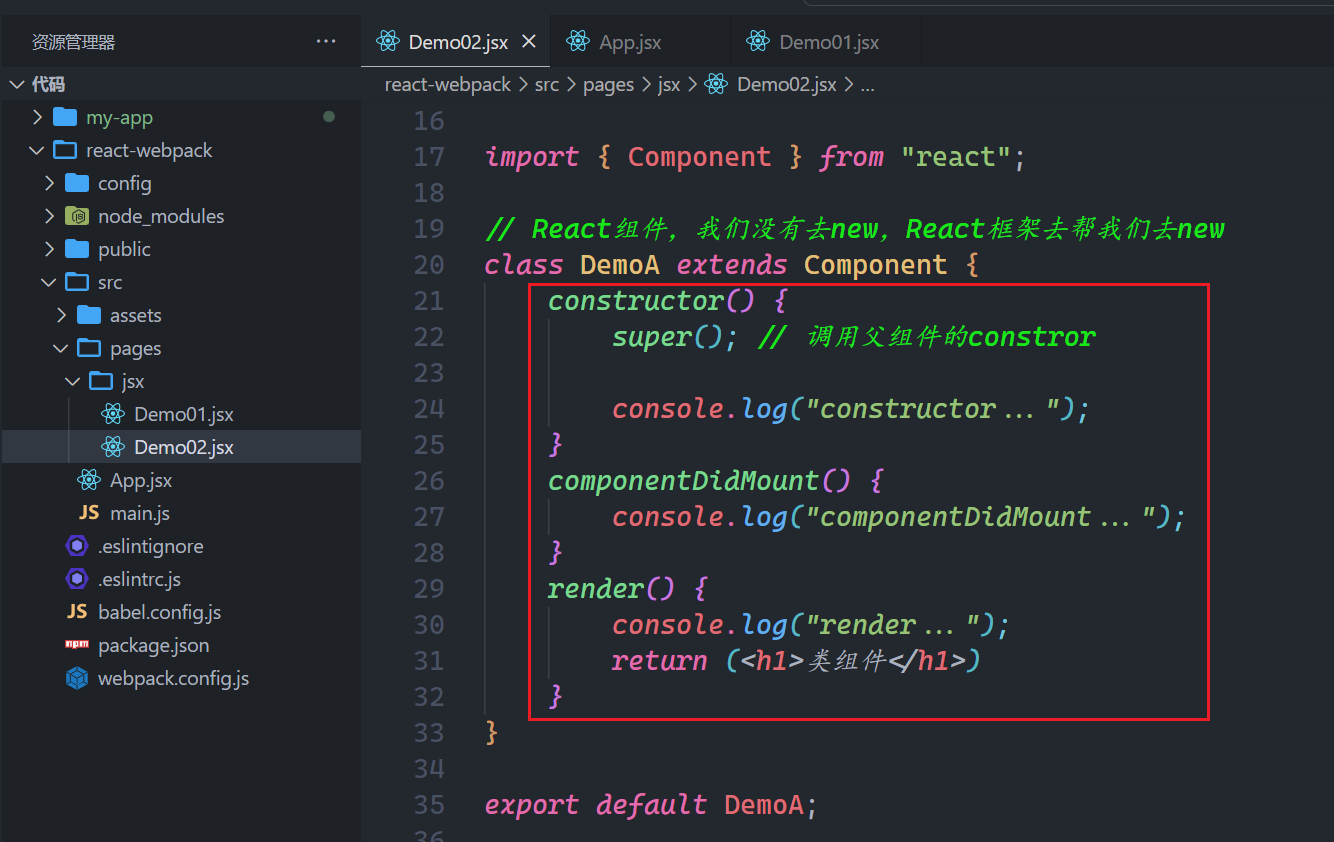 资源管理器 ...
Demo02.jsx
App.jsx
Demo01.jsx
代码
react-webpack > src > pages > jsx > Demo02.jsx > ...
my-app
react-webpack
config
node_modules
public
src
assets
pages
jsx
Demo01.jsx
Demo02.jsx
App.jsx
JS main.js
.eslintignore
.eslintrc.js
JS babel.config.js
npm package.json
webpack.config.js
16
17 import { Component } from "react";
18
19 // React组件，我们没有去new，React框架去帮我们去new
20 class DemoA extends Component {
21 constructor() {
22 super(); // 调用父组件的constror
23
24 console.log("constructor...");
25 }
26 componentDidMount() {
27 console.log("componentDidMount...");
28 }
29 render() {
30 console.log("render...");
31 return (<h1>类组件</h1>)
32 }
33 }
34
35 export default DemoA;
36